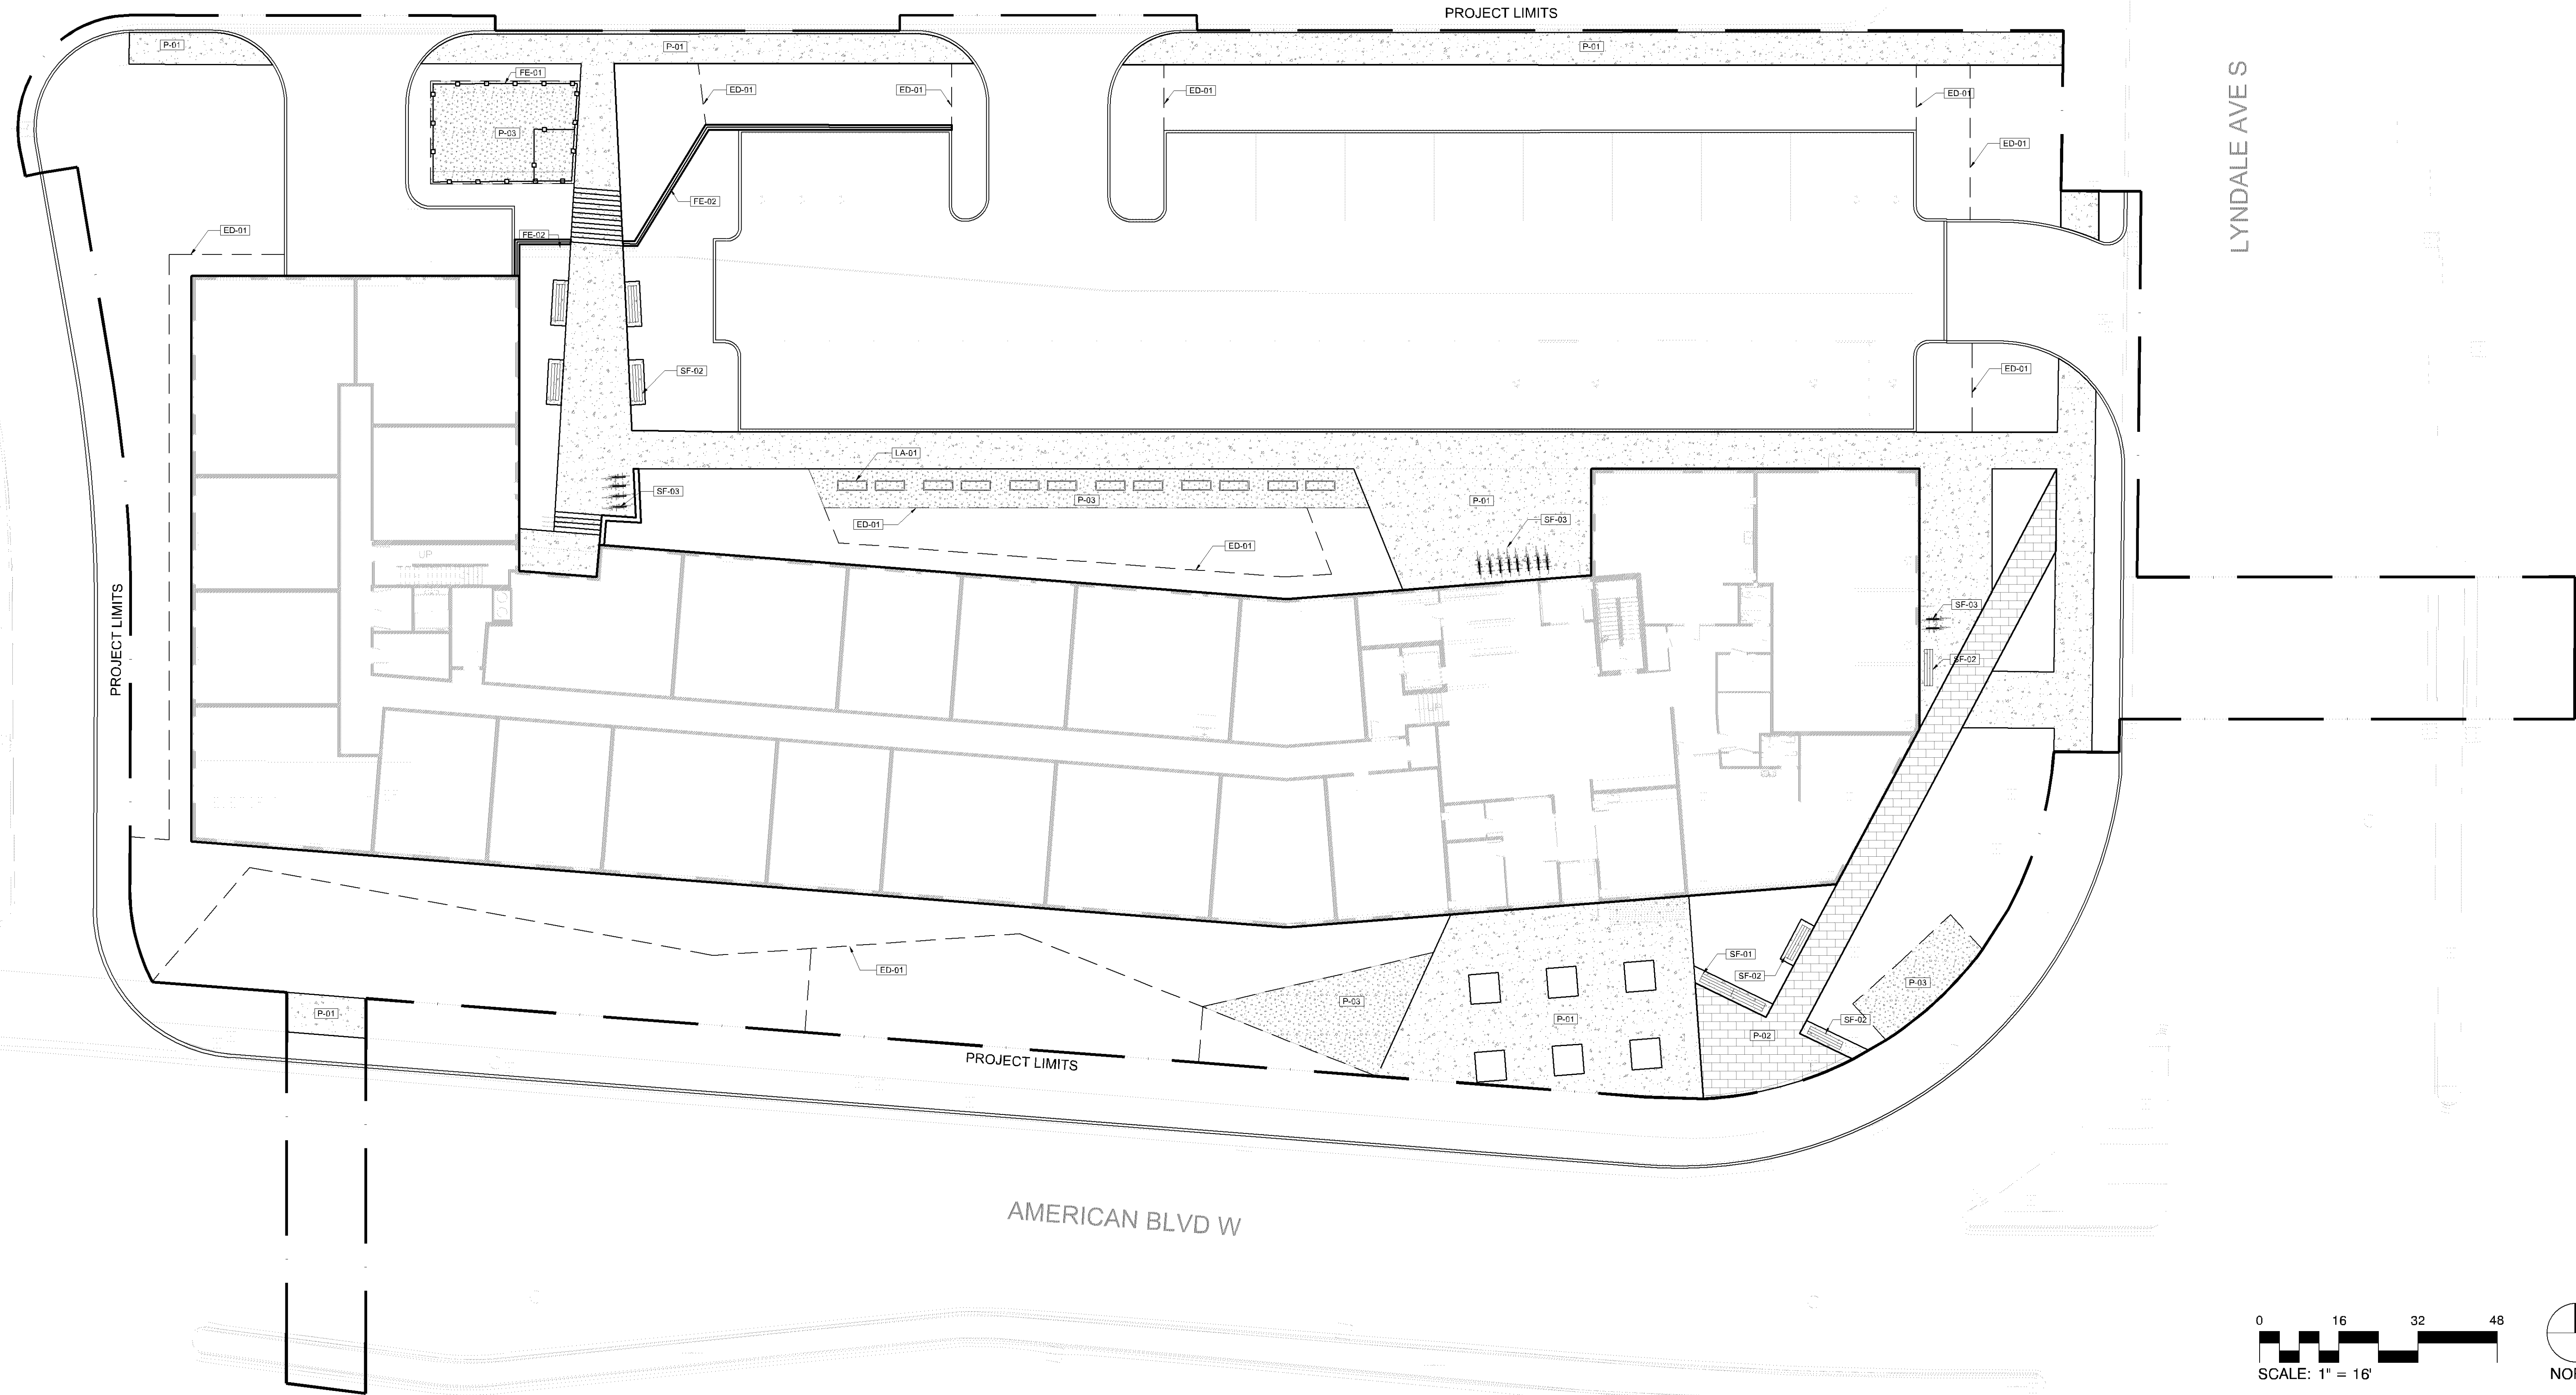 PROJECT LIMITS
P-01
P-01
P-01
FE-01
ED-01
ED-01
ED-01
ED-01
P-03
ED-01
LYNDALE AVE S
FE-02
ED-01
FE-02
SF-02
ED-01
LA-01
SF-03
P-03
P-01
ED-01
SF-03
ED-01
UP
SF-03
PROJECT LIMITS
SF-02
UP
SF-01
ED-01
SF-02
P-03
P-03
P-01
P-01
SF-02
P-02
PROJECT LIMITS
AMERICAN BLVD W
0 16 32 48
SCALE: 1" = 16'